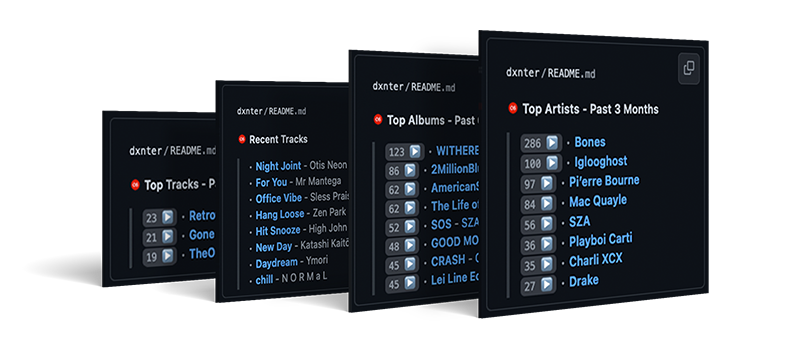 dxnter/README.md
Top Tracks - P
23 ▶ · Retro
21 ▶ · Gone
19 ▶ · TheO
dxnter/README.md
Recent Tracks
· Night Joint - Otis Neon
· For You - Mr Mantega
· Office Vibe - Sless Prais
· Hang Loose - Zen Park
· Hit Snooze - High John
· New Day - Katashi Kaitō
· Daydream - Ymori
· chill - N O R M a L
dxnter/README.md
Top Albums - Past
123 ▶ · WITHERE
86 ▶ · 2MillionBl
62 ▶ · American
62 ▶ · The Life of
52 ▶ · SOS - SZA
48 ▶ · GOOD MO
45 ▶ · CRASH - C
45 ▶ · Lei Line Ec
dxnter/README.md
Top Artists - Past 3 Months
286 ▶ · Bones
100 ▶ · Iglooghost
97 ▶ · Pi'erre Bourne
84 ▶ · Mac Quayle
56 ▶ · SZA
36 ▶ · Playboi Carti
35 ▶ · Charli XCX
27 ▶ · Drake